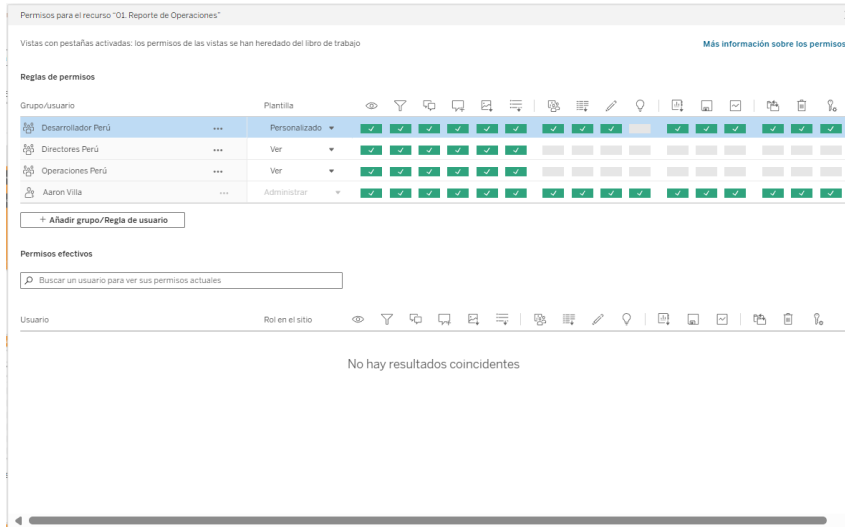 Permisos para el recurso "01. Reporte de Operaciones"
Vistas con pestañas activadas: los permisos de las vistas se han heredado del libro de trabajo
Más información sobre los permisos
Reglas de permisos
Grupo/usuario Plantilla
Desarrollador Perú ••• Personalizado
Directores Perú ••• Ver
Operaciones Perú ••• Ver
Aaron Villa ••• Administrar
+ Añadir grupo/Regla de usuario
Permisos efectivos
Buscar un usuario para ver sus permisos actuales
Usuario Rol en el sitio
No hay resultados coincidentes